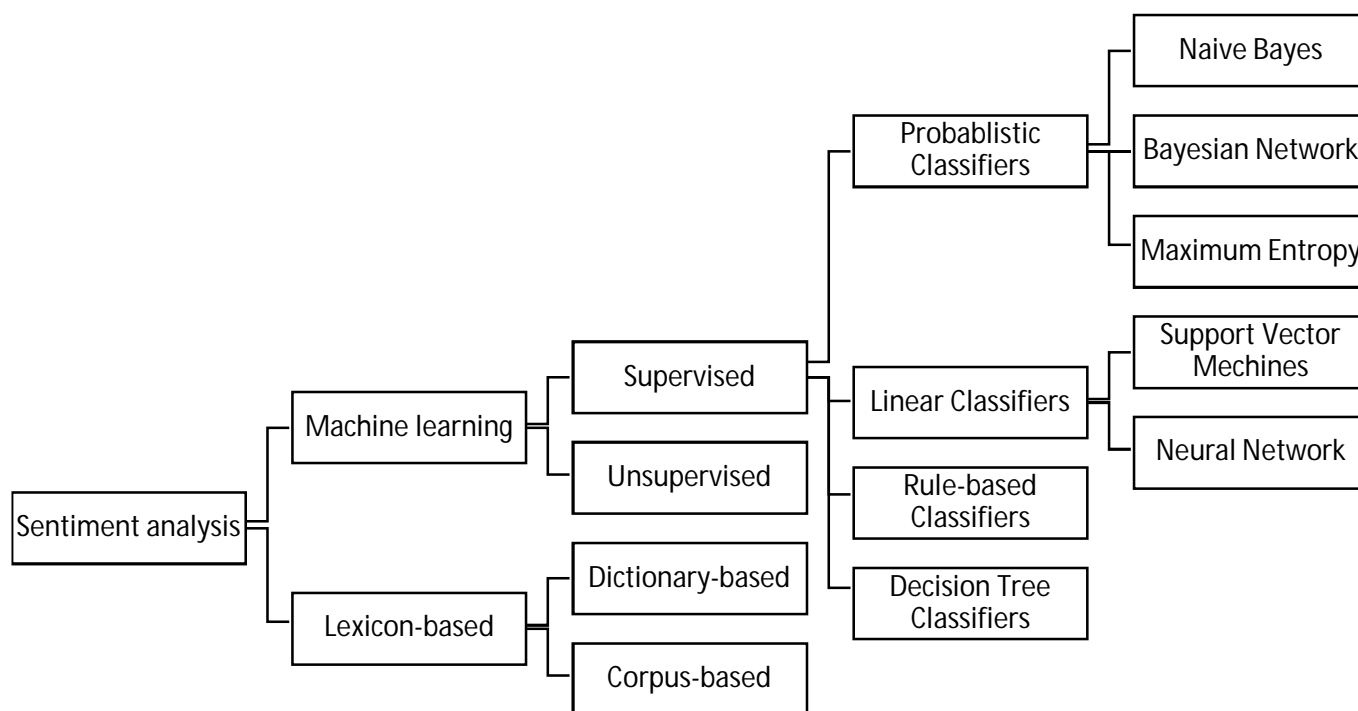 Sentiment analysis
Machine learning
Lexicon-based
Supervised
Unsupervised
Dictionary-based
Corpus-based
Probablistic
Classifiers
Linear Classifiers
Rule-based
Classifiers
Decision Tree
Classifiers
Naive Bayes
Bayesian Network
Maximum Entropy
Support Vector
Mechines
Neural Network